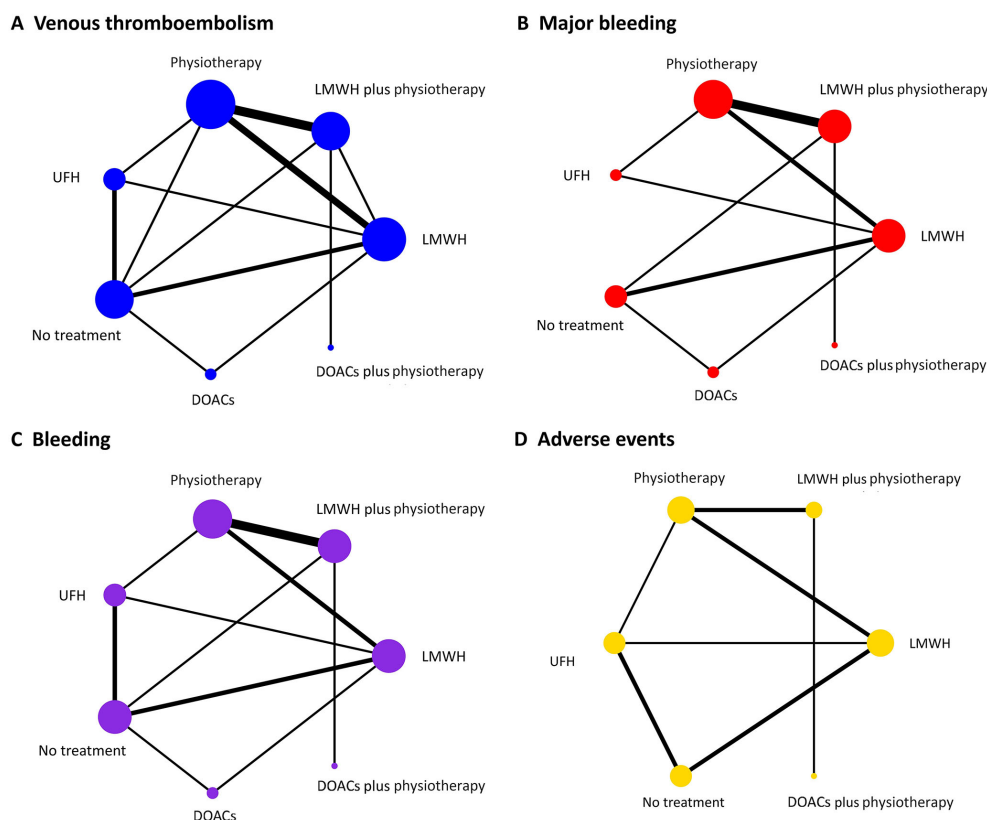 A Venous thromboembolism
Physiotherapy
LMWH plus physiotherapy
UFH
LMWH
No treatment
DOACs plus physiotherapy
DOACs
B Major bleeding
Physiotherapy
LMWH plus physiotherapy
UFH
LMWH
No treatment
DOACs plus physiotherapy
DOACs
C Bleeding
Physiotherapy
LMWH plus physiotherapy
UFH
LMWH
No treatment
DOACs plus physiotherapy
DOACs
D Adverse events
Physiotherapy
LMWH plus physiotherapy
UFH
LMWH
No treatment
DOACs plus physiotherapy